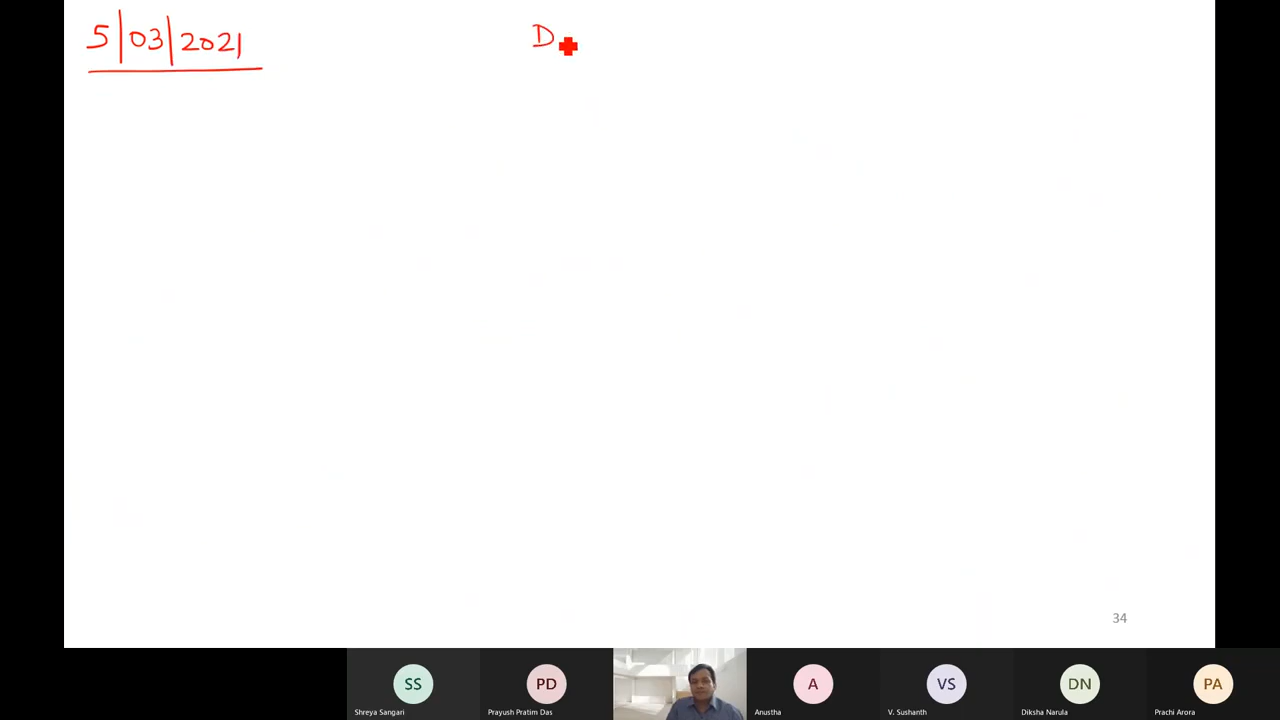 5|03|2021 D
34
SS PD A VS DN PA
Shreya Sangari Prayush Pratim Das Anustha V. Sushanth Diksha Narula Prachi Arora